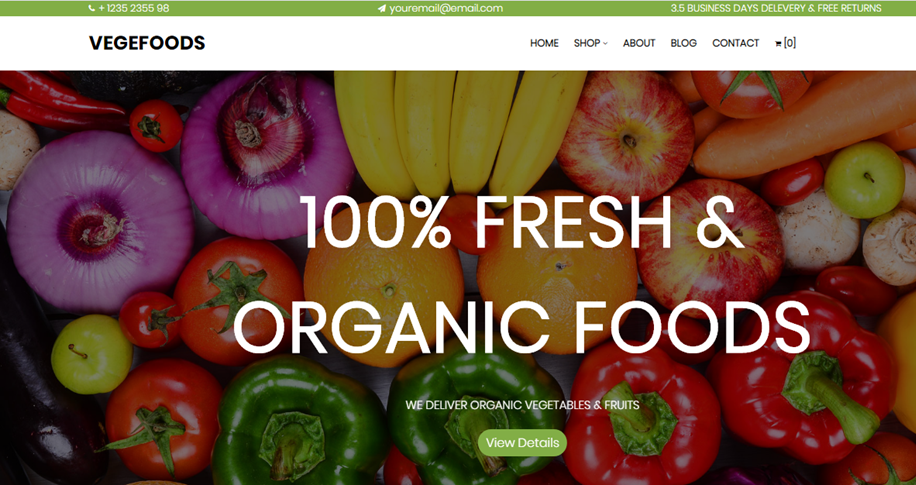 + 1235 2355 98
youremail@email.com
3.5 BUSINESS DAYS DELEVERY & FREE RETURNS
VEGEFOODS
HOME SHOP ABOUT BLOG CONTACT [0]
100% FRESH &
ORGANIC FOODS
WE DELIVER ORGANIC VEGETABLES & FRUITS
View Details